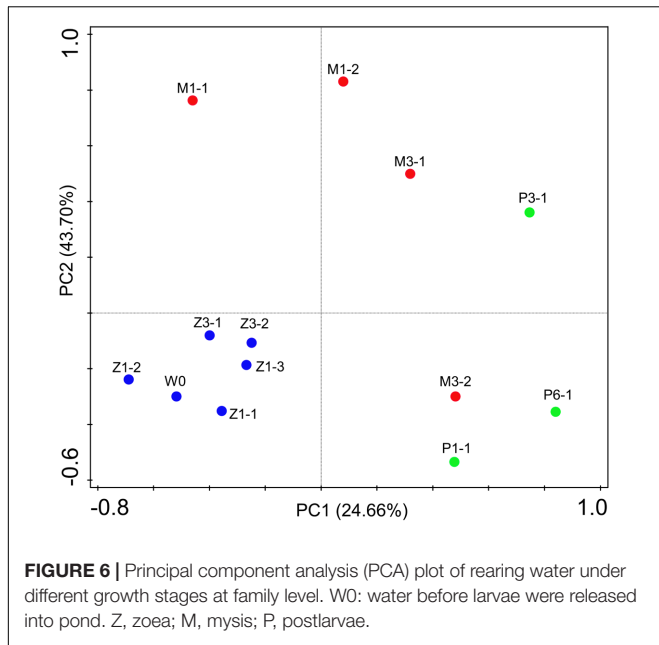 1.0
M1-1
M1-2
M3-1
P3-1
PC2 (43.70%)
Z3-1
Z3-2
Z1-2
W0
Z1-3
Z1-1
M3-2
P6-1
P1-1
-0.6
-0.8
PC1 (24.66%)
1.0
FIGURE 6 | Principal component analysis (PCA) plot of rearing water under
different growth stages at family level. W0: water before larvae were released
into pond. Z, zoea; M, mysis; P, postlarvae.